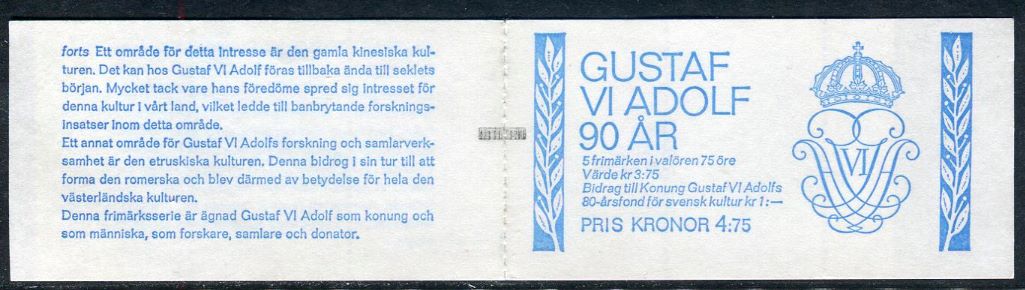 forts Ett område för detta intresse är den gamla kinesiska kul-
turen. Det kan hos Gustaf VI Adolf föras tillbaka ända till seklets
början. Mycket tack vare hans föredöme spred sig intresset för
denna kultur i vårt land, vilket ledde till banbrytande forsknings-
insatser inom detta område.
Ett annat område för Gustaf VI Adolfs forskning och samlarverk-
samhet är den etruskiska kulturen. Denna bidrog i sin tur till att
forma den romerska och blev därmed av betydelse för hela den
västerländska kulturen.
Denna frimärksserie är ägnad Gustaf VI Adolf som konung och
som människa, som forskare, samlare och donator.
GUSTAF
VI ADOLF
90 ÅR
5 frimärken i valören 75 öre
Värde kr 3:75
Bidrag till Konung Gustaf VI Adolfs
80-årsfond för svensk kultur kr 1:—
PRIS KRONOR 4:75
VI